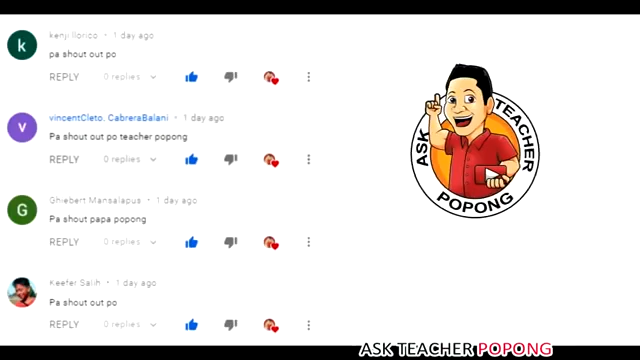 kenji llorico • 1 day ago
pa shout out po
REPLY 0 replies
vincentCleto. CabreraBalani • 1 day ago
Pa shout out po teacher popong
REPLY 0 replies
Ghiebert Mansalapus • 1 day ago
Pa shout papa popong
REPLY 0 replies
Keefer Salih • 1 day ago
Pa shout out po
REPLY 0 replies
k
v
G
ASK TEACHER POPONG
ASK TEACHER POPONG